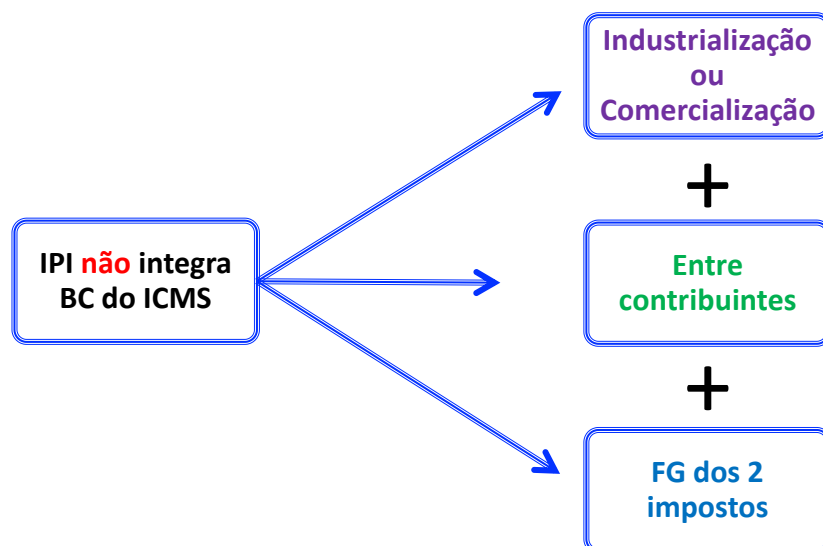 Industrialização
ou
Comercialização
+
IPI não integra
BC do ICMS
Entre
contribuintes
+
FG dos 2
impostos